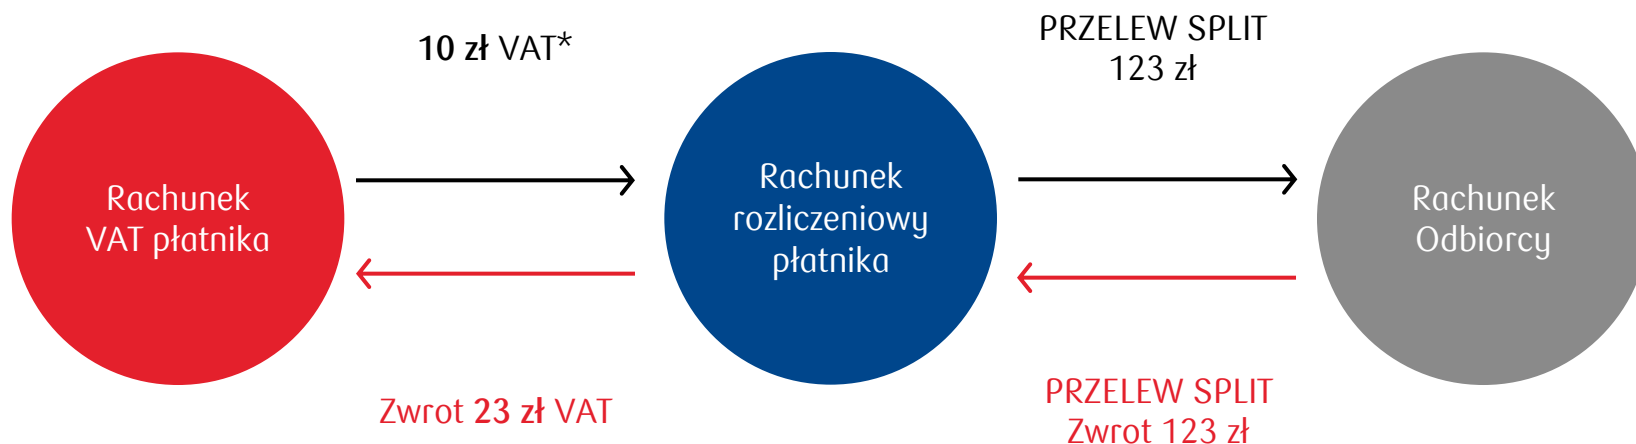 10 zł VAT*
PRZELEW SPLIT
123 zł
Rachunek
VAT płatnika
Rachunek
rozliczeniowy
płatnika
Rachunek
Odbiorcy
Zwrot 23 zł VAT
PRZELEW SPLIT
Zwrot 123 zł